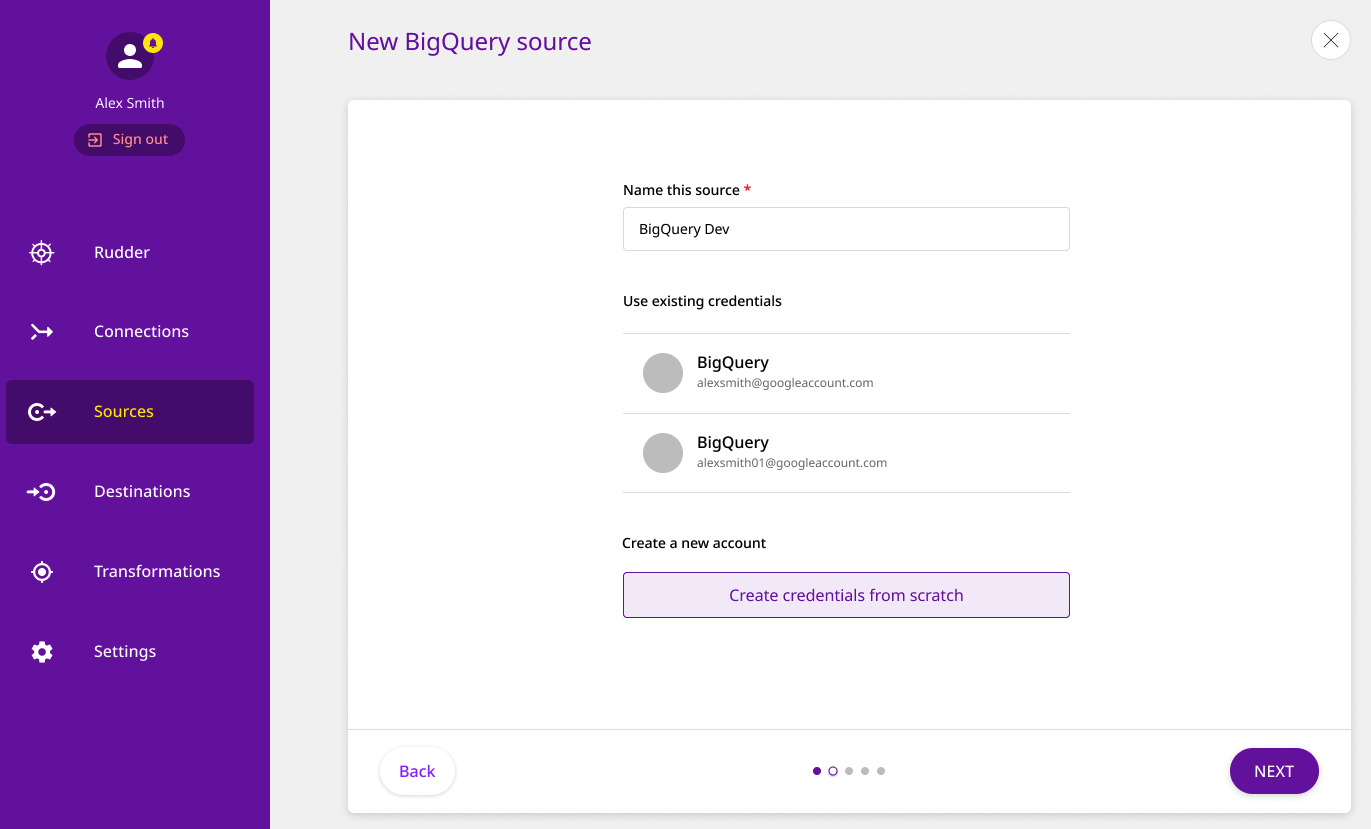 Alex Smith
Sign out
Rudder
Connections
Sources
Destinations
Transformations
Settings
New BigQuery source
Name this source *
BigQuery Dev
Use existing credentials
BigQuery
alexsmith@googleaccount.com
BigQuery
alexsmith01@googleaccount.com
Create a new account
Create credentials from scratch
Back
NEXT